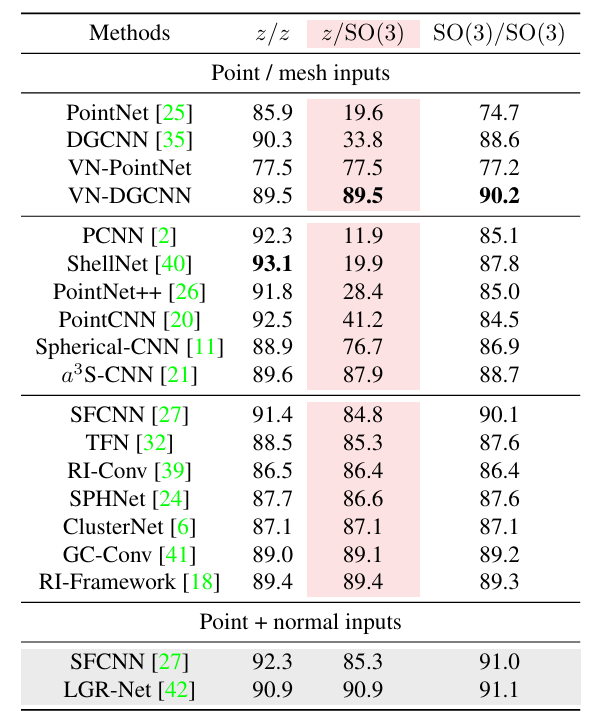 Methods z/z z/SO(3) SO(3)/SO(3)
Point / mesh inputs
PointNet [25] 85.9 19.6 74.7
DGCNN [35] 90.3 33.8 88.6
VN-PointNet 77.5 77.5 77.2
VN-DGCNN 89.5 89.5 90.2
PCNN [2] 92.3 11.9 85.1
ShellNet [40] 93.1 19.9 87.8
PointNet++ [26] 91.8 28.4 85.0
PointCNN [20] 92.5 41.2 84.5
Spherical-CNN [11] 88.9 76.7 86.9
a³S-CNN [21] 89.6 87.9 88.7
SFCNN [27] 91.4 84.8 90.1
TFN [32] 88.5 85.3 87.6
RI-Conv [39] 86.5 86.4 86.4
SPHNet [24] 87.7 86.6 87.6
ClusterNet [6] 87.1 87.1 87.1
GC-Conv [41] 89.0 89.1 89.2
RI-Framework [18] 89.4 89.4 89.3
Point + normal inputs
SFCNN [27] 92.3 85.3 91.0
LGR-Net [42] 90.9 90.9 91.1